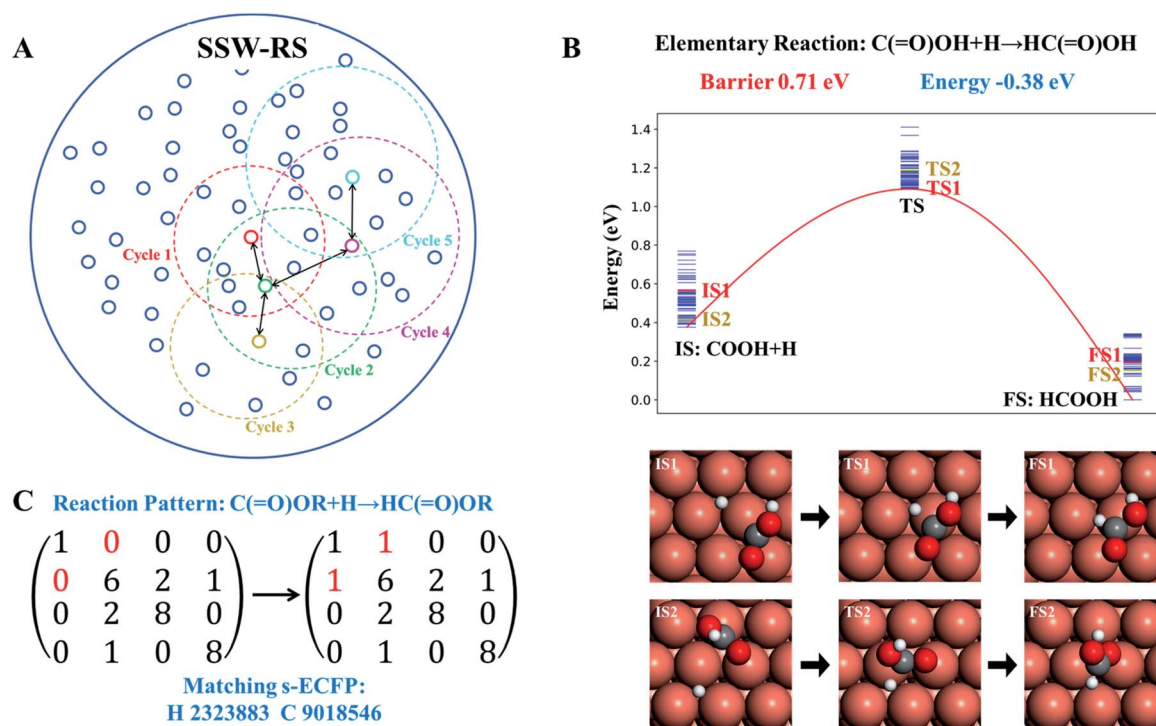 A
SSW-RS
Cycle 1
Cycle 5
Cycle 4
Cycle 2
Cycle 3
B
Elementary Reaction: C(=O)OH+H→HC(=O)OH
Barrier 0.71 eV Energy -0.38 eV
Energy (eV)
1.4
1.2
1.0
0.8
0.6
0.4
0.2
0.0
TS2
TS1
TS
IS1
IS2
IS: COOH+H
FS1
FS2
FS: HCOOH
IS1 TS1 FS1
IS2 TS2 FS2
C
Reaction Pattern: C(=O)OR+H→HC(=O)OR
1 0 0 0 1 1 0 0
0 6 2 1 → 1 6 2 1
0 2 8 0 0 2 8 0
0 1 0 8 0 1 0 8
Matching s-ECFP:
H 2323883 C 9018546